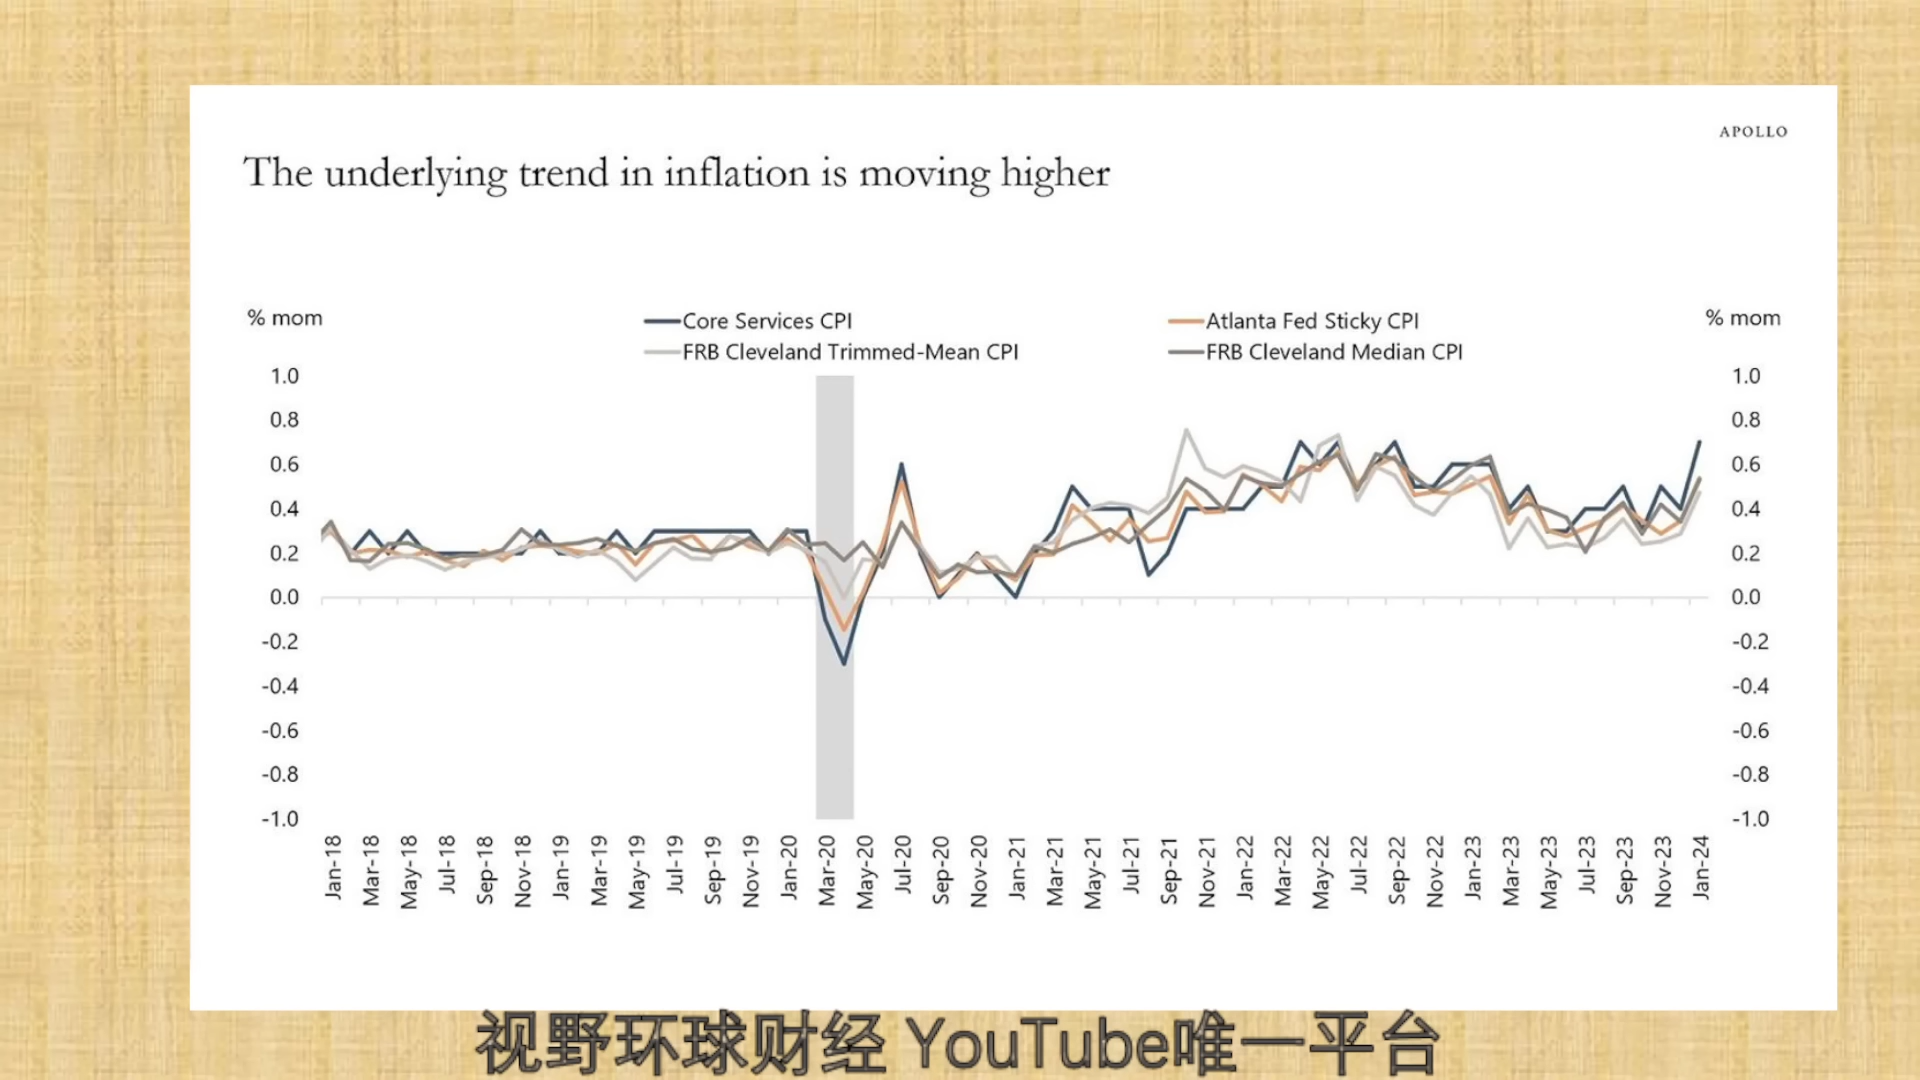 APOLLO
The underlying trend in inflation is moving higher
% mom
Core Services CPI
Atlanta Fed Sticky CPI
% mom
FRB Cleveland Trimmed-Mean CPI
FRB Cleveland Median CPI
1.0
1.0
0.8
0.8
0.6
0.6
0.4
0.4
0.2
0.2
0.0
0.0
-0.2
-0.2
-0.4
-0.4
-0.6
-0.6
-0.8
-0.8
-1.0
-1.0
Jan-18
Mar-18
May-18
Jul-18
Sep-18
Nov-18
Jan-19
Mar-19
May-19
Jul-19
Sep-19
Nov-19
Jan-20
Mar-20
May-20
Jul-20
Sep-20
Nov-20
Jan-21
Mar-21
May-21
Jul-21
Sep-21
Nov-21
Jan-22
Mar-22
May-22
Jul-22
Sep-22
Nov-22
Jan-23
Mar-23
May-23
Jul-23
Sep-23
Nov-23
Jan-24
视野环球财经 YouTube唯一平台